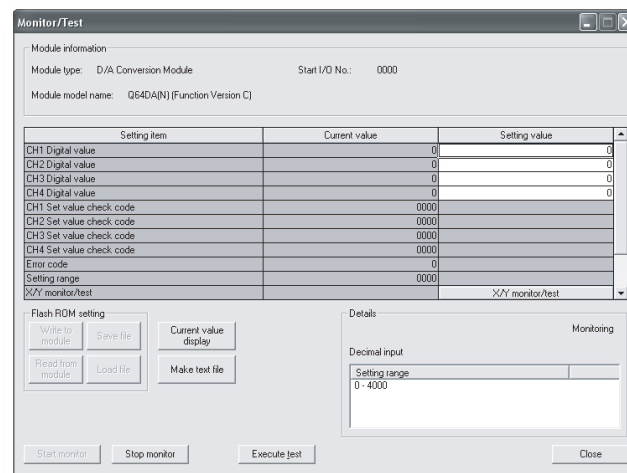 Monitor/Test
Module information
Module type: D/A Conversion Module Start I/O No.: 0000
Module model name: Q64DA(N) (Function Version C)
Setting item Current value Setting value
CH1 Digital value 0 0
CH2 Digital value 0 0
CH3 Digital value 0 0
CH4 Digital value 0 0
CH1 Set value check code 0000
CH2 Set value check code 0000
CH3 Set value check code 0000
CH4 Set value check code 0000
Error code 0
Setting range 0000
X/Y monitor/test X/Y monitor/test
Flash ROM setting
Write to module
Save file
Current value display
Read from module
Load file
Make text file
Details
Monitoring
Decimal input
Setting range
0 - 4000
Start monitor Stop monitor Execute test Close